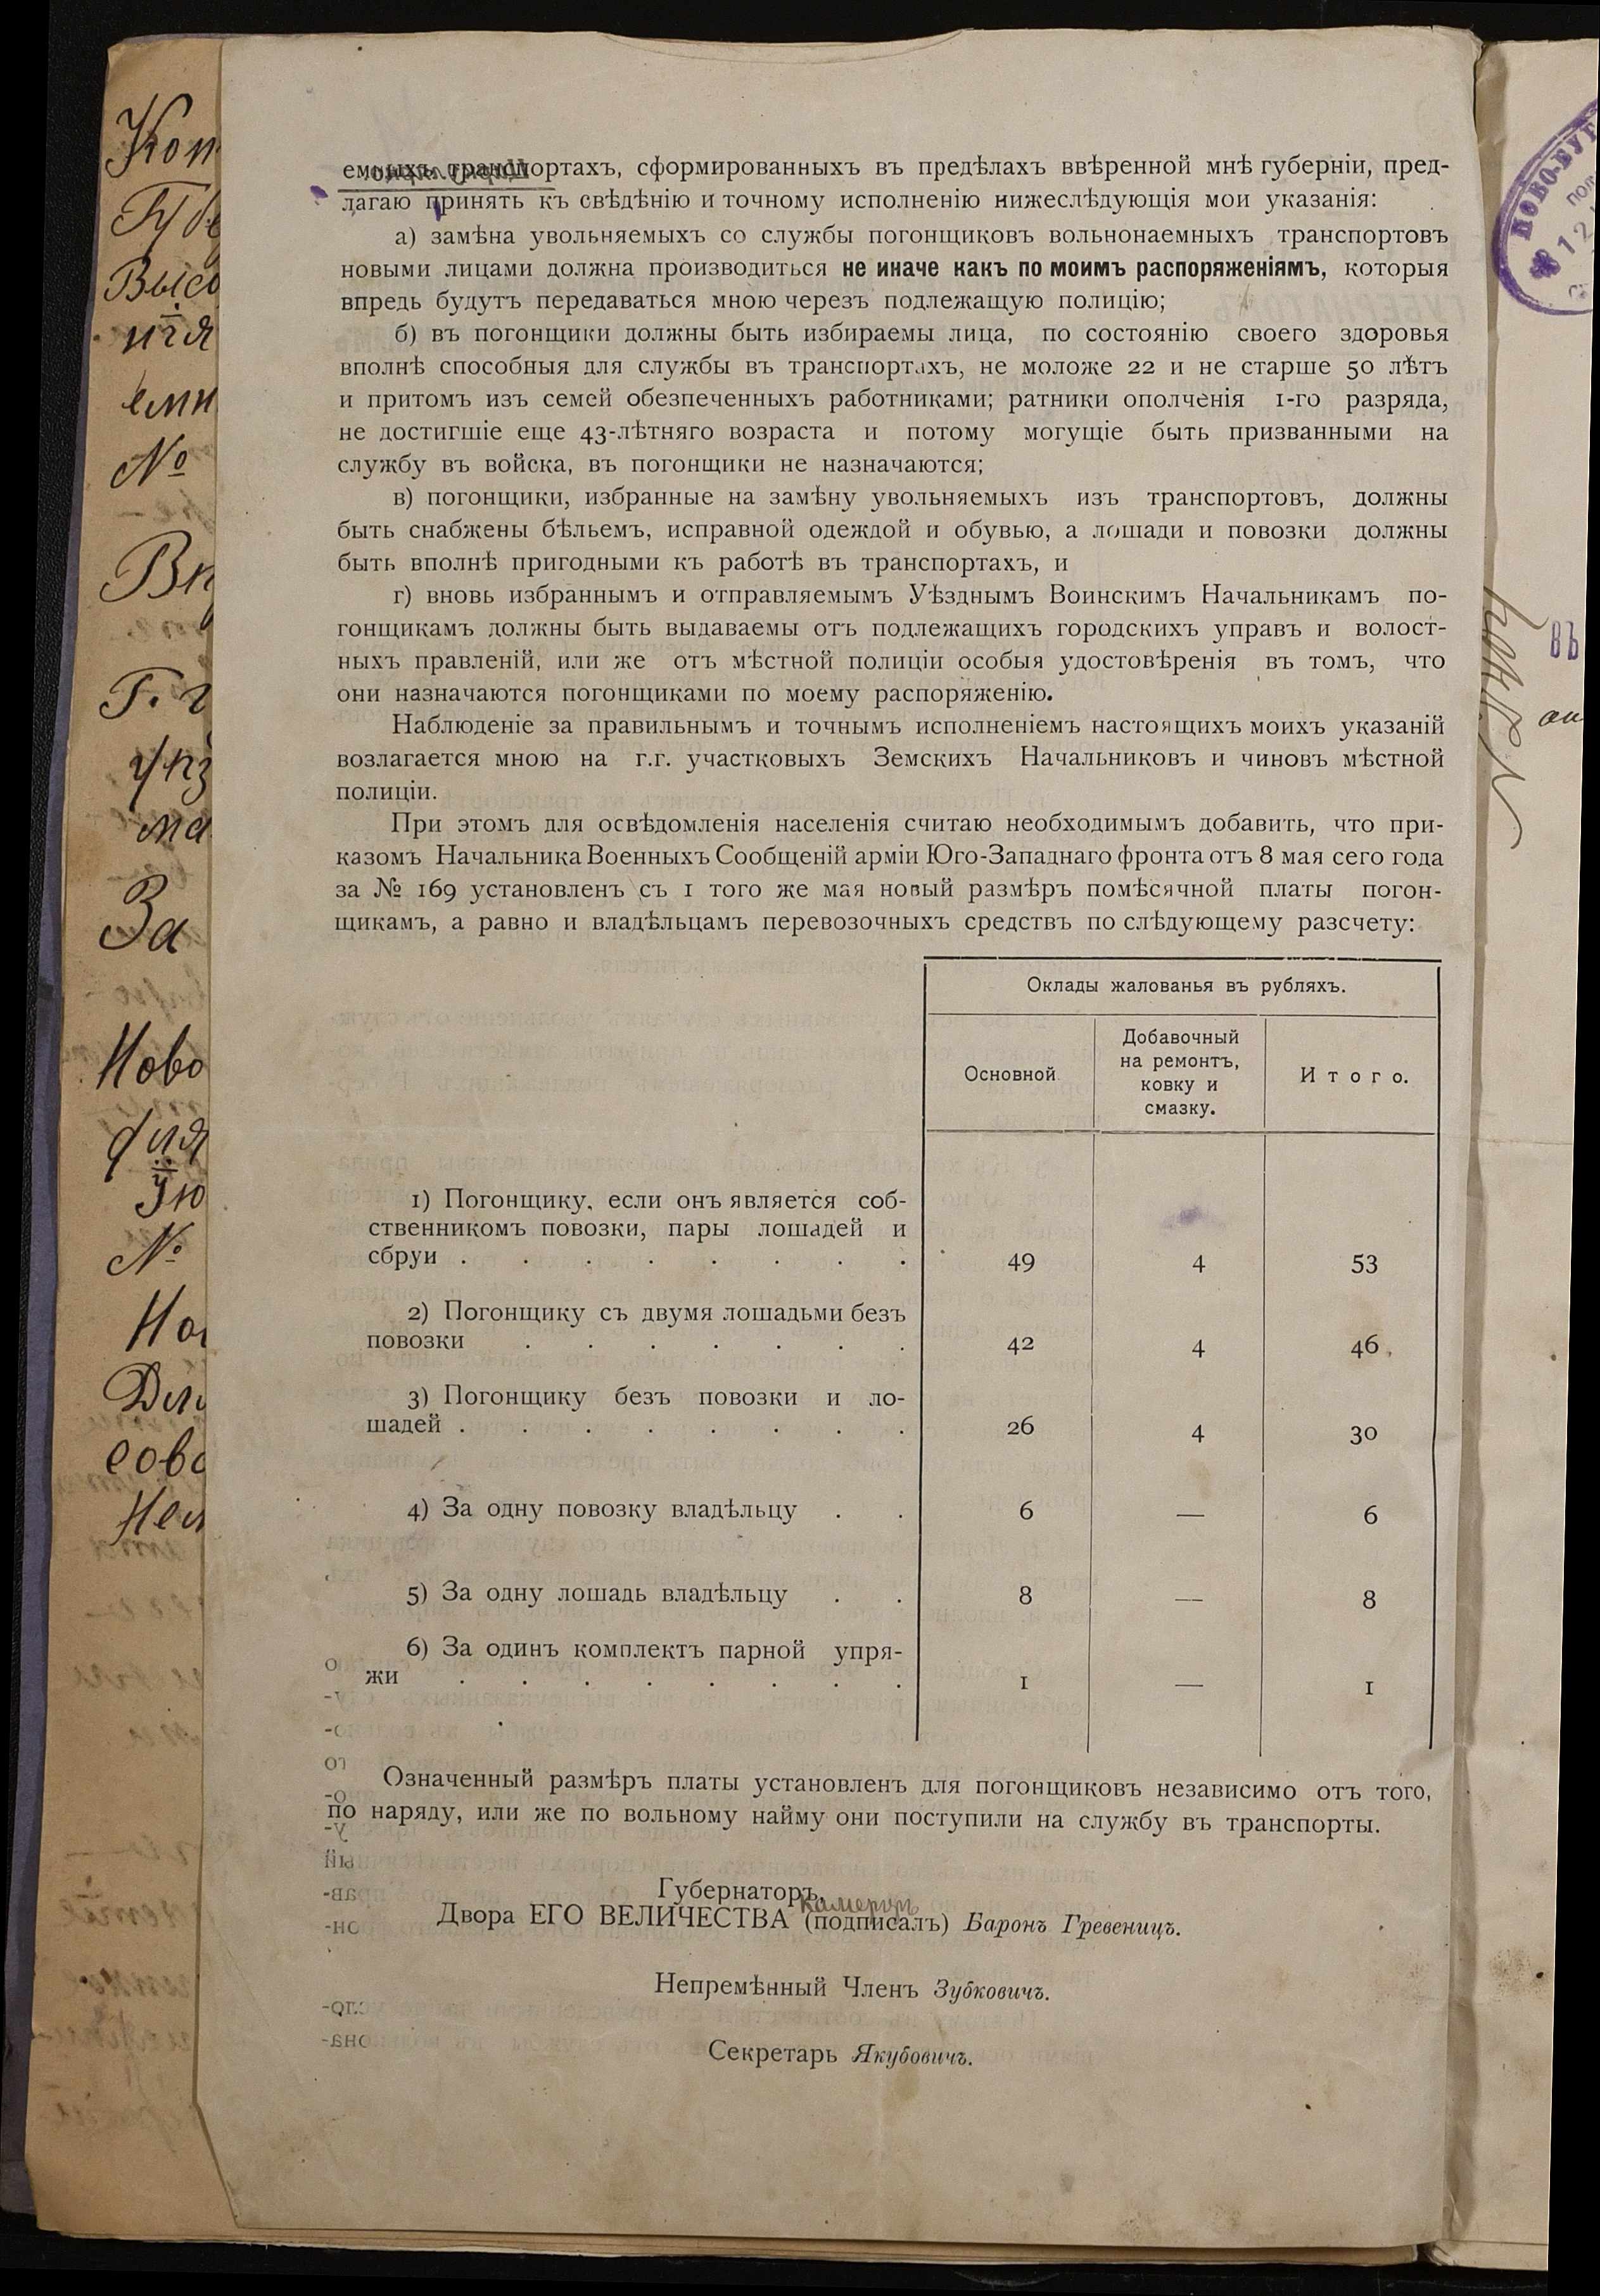 емныхъ транспортахъ, сформированныхъ въ предѣлахъ ввѣренной мнѣ губерніи, пред-
лагаю принять къ свѣдѣнію и точному исполненію нижеслѣдующія мои указанія:
а) замѣна увольняемыхъ со службы погонщиковъ вольнонаемныхъ транспортовъ
новыми лицами должна производиться не иначе какъ по моимъ распоряженіямъ, которыя
впредь будутъ передаваться мною черезъ подлежащую полицію;
б) въ погонщики должны быть избираемы лица, по состоянію своего здоровья
вполнѣ способныя для службы въ транспортахъ, не моложе 22 и не старше 50 лѣтъ
и притомъ изъ семей обезпеченныхъ работниками; ратники ополченія 1-го разряда,
не достигшіе еще 43-лѣтняго возраста и потому могущіе быть призванными на
службу въ войска, въ погонщики не назначаются;
в) погонщики, избранные на замѣну увольняемыхъ изъ транспортовъ, должны
быть снабжены бѣльемъ, исправной одеждой и обувью, а лошади и повозки должны
быть вполнѣ пригодными къ работѣ въ транспортахъ, и
г) вновь избраннымъ и отправляемымъ Уѣзднымъ Воинскимъ Начальникамъ по-
гонщикамъ должны быть выдаваемы отъ подлежащихъ городскихъ управъ и волост-
ныхъ правленій, или же отъ мѣстной полиціи особыя удостовѣренія въ томъ, что
они назначаются погонщиками по моему распоряженію.
Наблюденіе за правильнымъ и точнымъ исполненіемъ настоящихъ моихъ указаній
возлагается мною на г.г. участковыхъ Земскихъ Начальниковъ и чиновъ мѣстной
полиціи.
При этомъ для освѣдомленія населенія считаю необходимымъ добавить, что при-
казомъ Начальника Военныхъ Сообщеній арміи Юго-Западнаго фронта отъ 8 мая сего года
за № 169 установленъ съ 1 того же мая новый размѣръ помѣсячной платы погон-
щикамъ, а равно и владѣльцамъ перевозочныхъ средствъ по слѣдующему разсчету:
Оклады жалованья въ рубляхъ.
Основной
Добавочный
на ремонтъ,
ковку и
смазку.
Итого.
1) Погонщику, если онъ является соб-
ственникомъ повозки, пары лошадей и
сбруи . . . . . . . . 49 4 53
2) Погонщику съ двумя лошадьми безъ
повозки . . . . . . . 42 4 46
3) Погонщику безъ повозки и ло-
шадей . . . . . . . . 26 4 30
4) За одну повозку владѣльцу . . 6 — 6
5) За одну лошадь владѣльцу . . 8 — 8
6) За одинъ комплектъ парной упря-
жи . . . . . . . . 1 — 1
Означенный размѣръ платы установленъ для погонщиковъ независимо отъ того,
по наряду, или же по вольному найму они поступили на службу въ транспорты.
Губернаторъ,
камергеръ
Двора ЕГО ВЕЛИЧЕСТВА (подписалъ) Баронъ Гревеницъ.
Непремѣнный Членъ Зубковичъ.
Секретарь Якубовичъ.